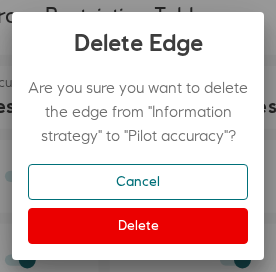 Delete Edge
Are you sure you want to delete
the edge from "Information
strategy" to "Pilot accuracy"?
Cancel
Delete